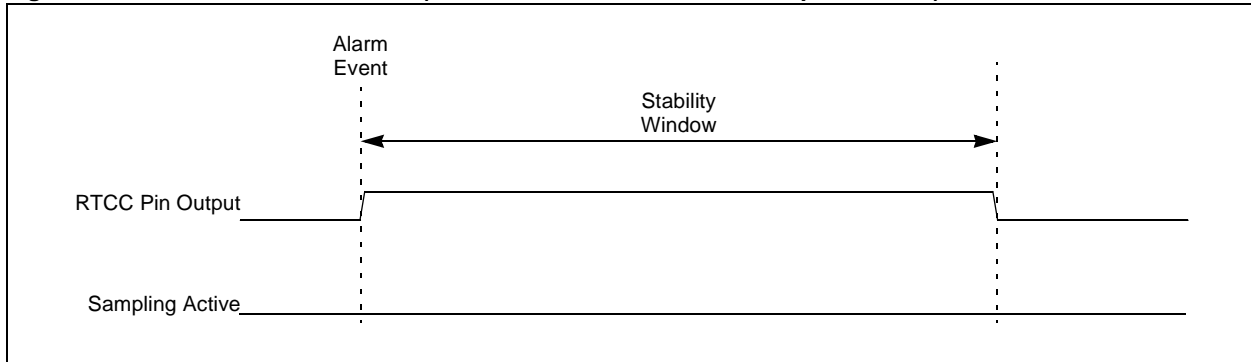 Alarm
Event
Stability
Window
RTCC Pin Output
Sampling Active